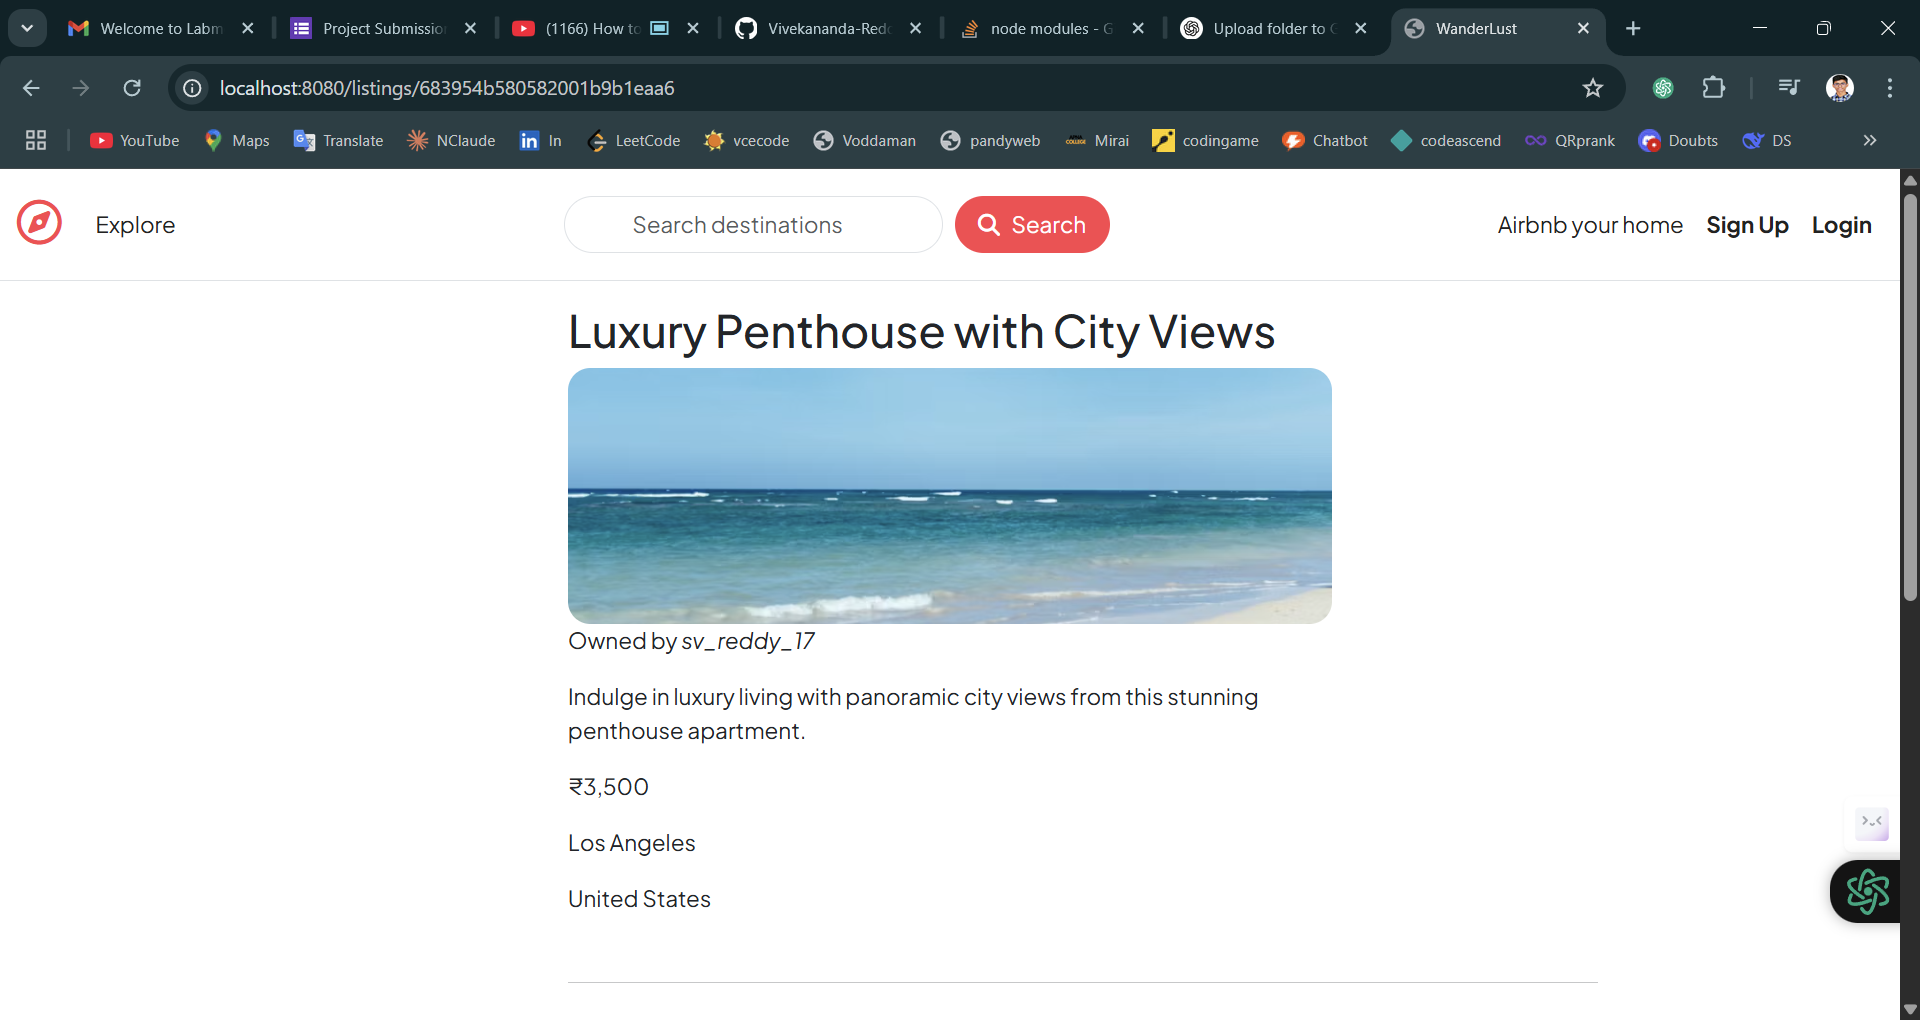 Welcome to Labm
Project Submission
(1166) How to
Vivekananda-Redd
node modules - G
Upload folder to G
WanderLust
localhost:8080/listings/683954b580582001b9b1eaa6
YouTube
Maps
Translate
NClaude
In
LeetCode
vcecode
Voddaman
pandyweb
Mirai
codingame
Chatbot
codeascend
QRprank
Doubts
DS
Explore
Search destinations
Search
Airbnb your home
Sign Up
Login
Luxury Penthouse with City Views
Owned by sv_reddy_17
Indulge in luxury living with panoramic city views from this stunning
penthouse apartment.
₹3,500
Los Angeles
United States